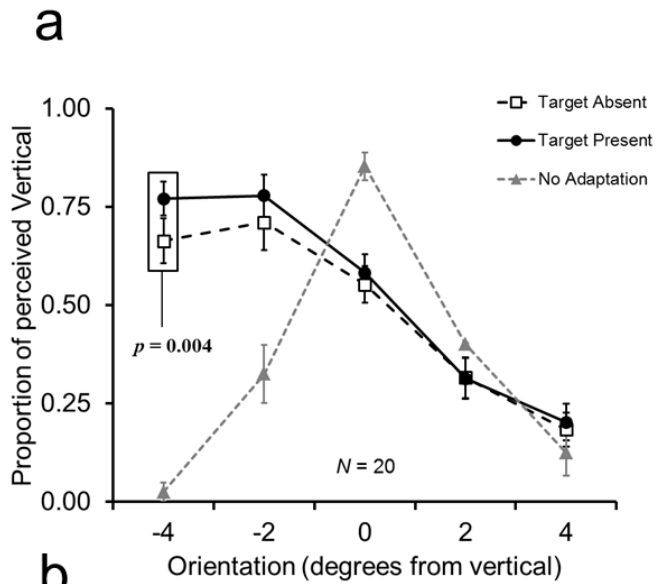 a
1.00
0.75
0.50
0.25
0.00
Proportion of perceived Vertical
Target Absent
Target Present
No Adaptation
p = 0.004
N = 20
-4 -2 0 2 4
Orientation (degrees from vertical)
b